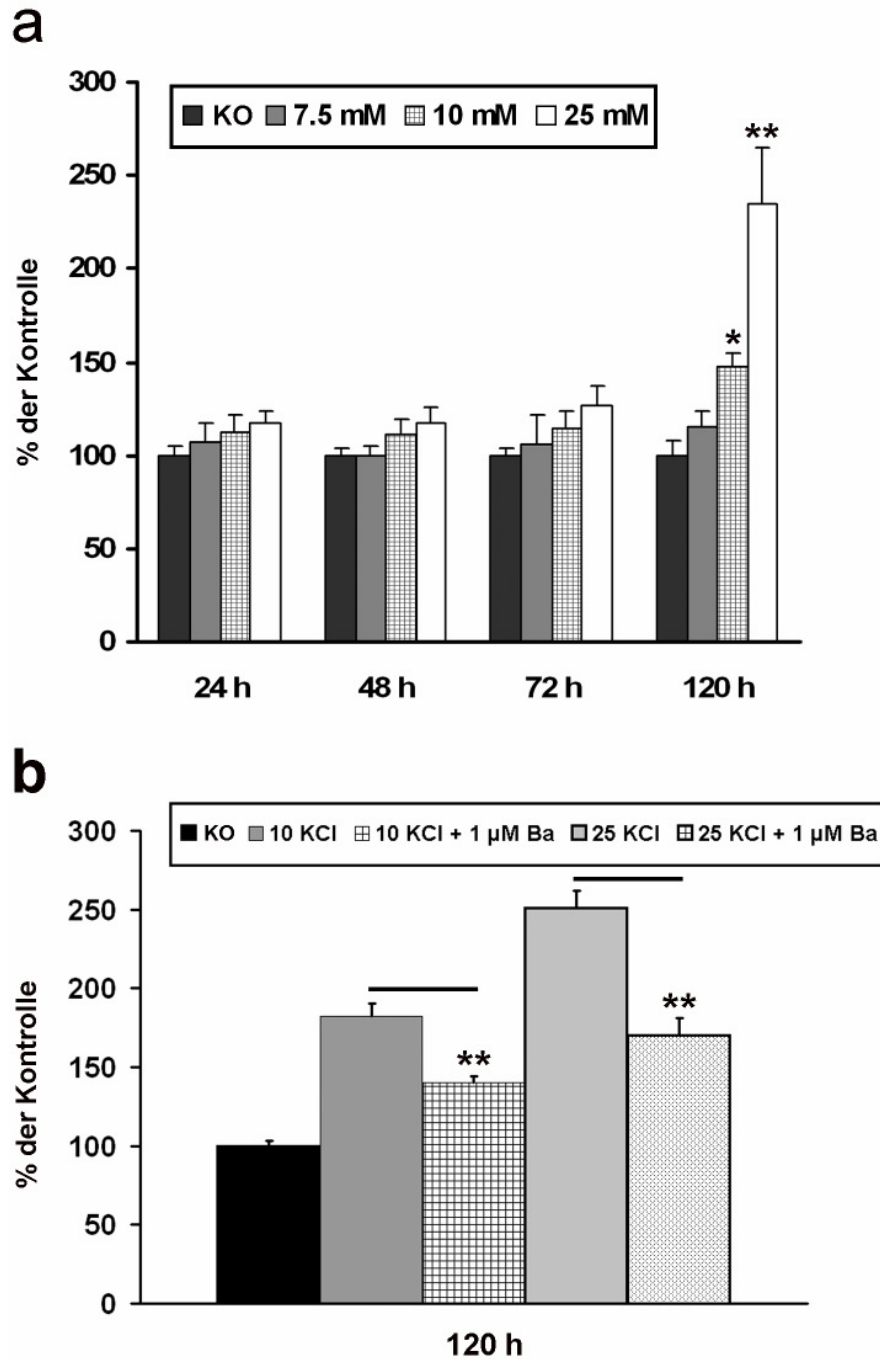 a
300
250
200
150
100
50
0
% der Kontrolle
KO 7.5 mM 10 mM 25 mM
*
**
24 h 48 h 72 h 120 h
b
300
250
200
150
100
50
0
% der Kontrolle
KO 10 KCl 10 KCl + 1 µM Ba 25 KCl 25 KCl + 1 µM Ba
**
**
120 h